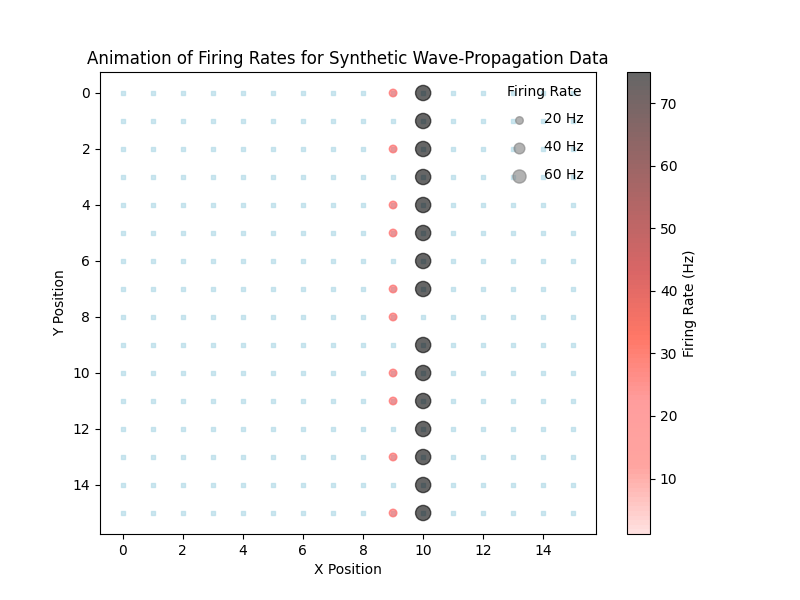 Animation of Firing Rates for Synthetic Wave-Propagation Data
Firing Rate
20 Hz
40 Hz
60 Hz
0
2
4
6
8
10
12
14
Y Position
0
2
4
6
8
10
12
14
X Position
70
60
50
40
30
20
10
Firing Rate (Hz)